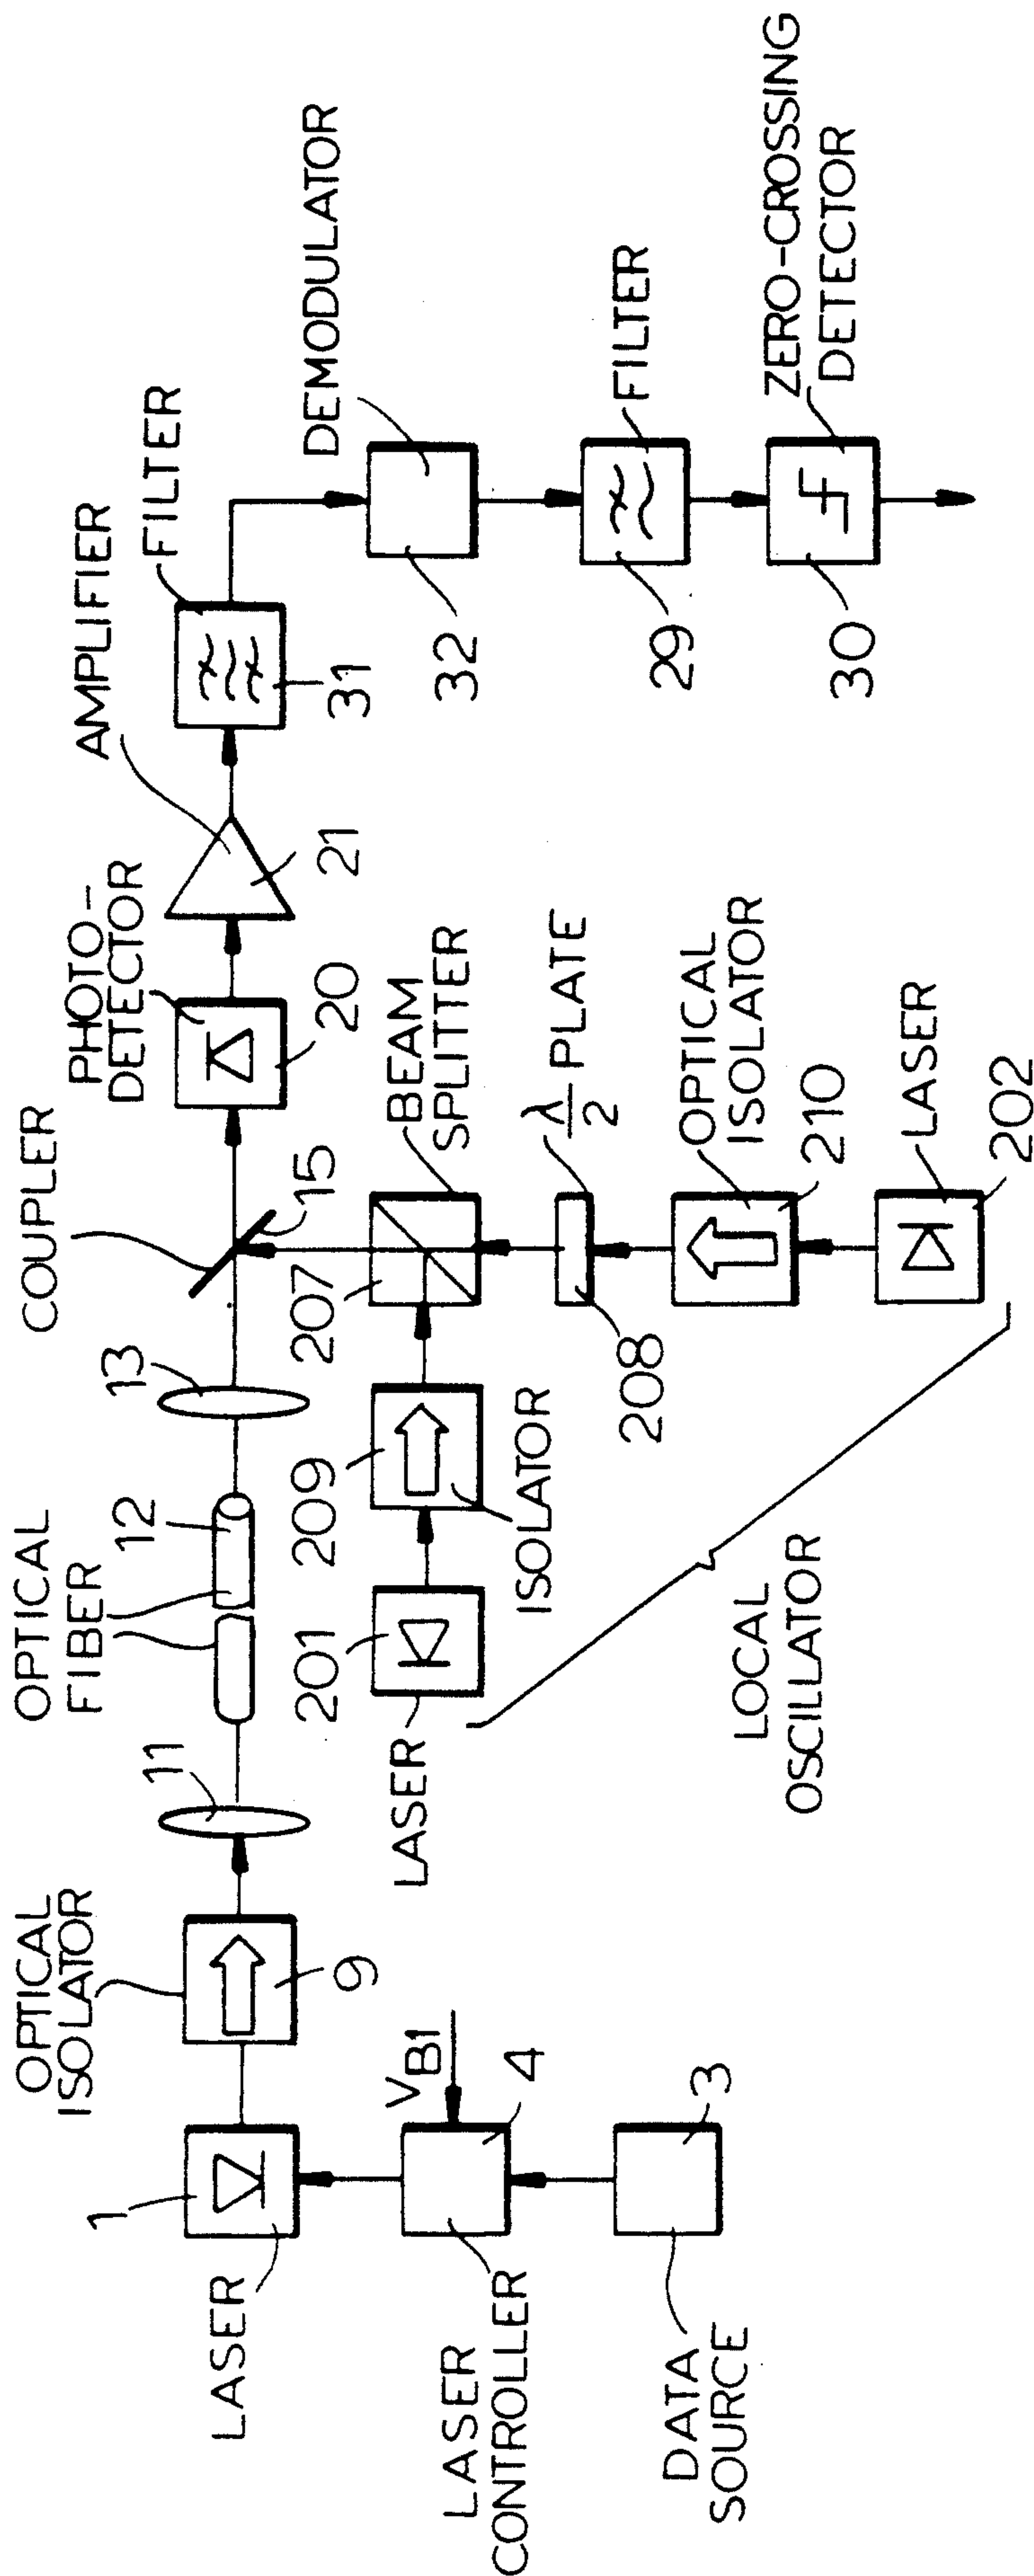 OPTICAL
ISOLATOR
11
OPTICAL
FIBER
12
13
COUPLER
15
PHOTO-
DETECTOR
20
AMPLIFIER
21
FILTER
31
DEMODULATOR
32
FILTER
29
ZERO-CROSSING
DETECTOR
30
1
LASER
9
V B1
4
LASER
CONTROLLER
3
DATA
SOURCE
LASER
201
209
ISOLATOR
207
BEAM
SPLITTER
208
λ/2 PLATE
OPTICAL
ISOLATOR
210
LASER
202
LOCAL
OSCILLATOR